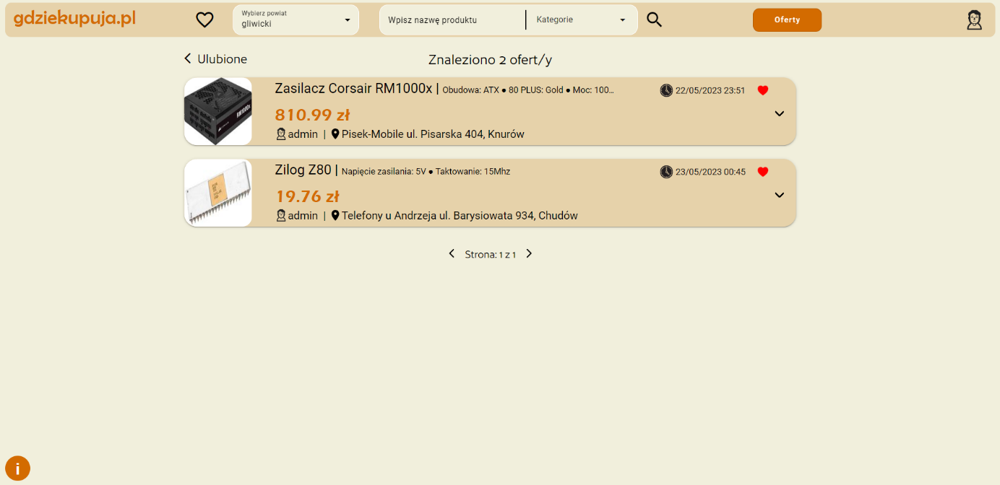 gdziekupuja.pl
Wybierz powiat
gliwicki
Wpisz nazwę produktu
Kategorie
Oferty
Ulubione
Znaleziono 2 ofert/y
Zasilacz Corsair RM1000x | Obudowa: ATX ● 80 PLUS: Gold ● Moc: 100…
22/05/2023 23:51
810.99 zł
admin | Pisek-Mobile ul. Pisarska 404, Knurów
RM1000x
Zilog Z80 | Napięcie zasilania: 5V ● Taktowanie: 15Mhz
23/05/2023 00:45
19.76 zł
admin | Telefony u Andrzeja ul. Barysiowata 934, Chudów
Strona: 1 z 1
i